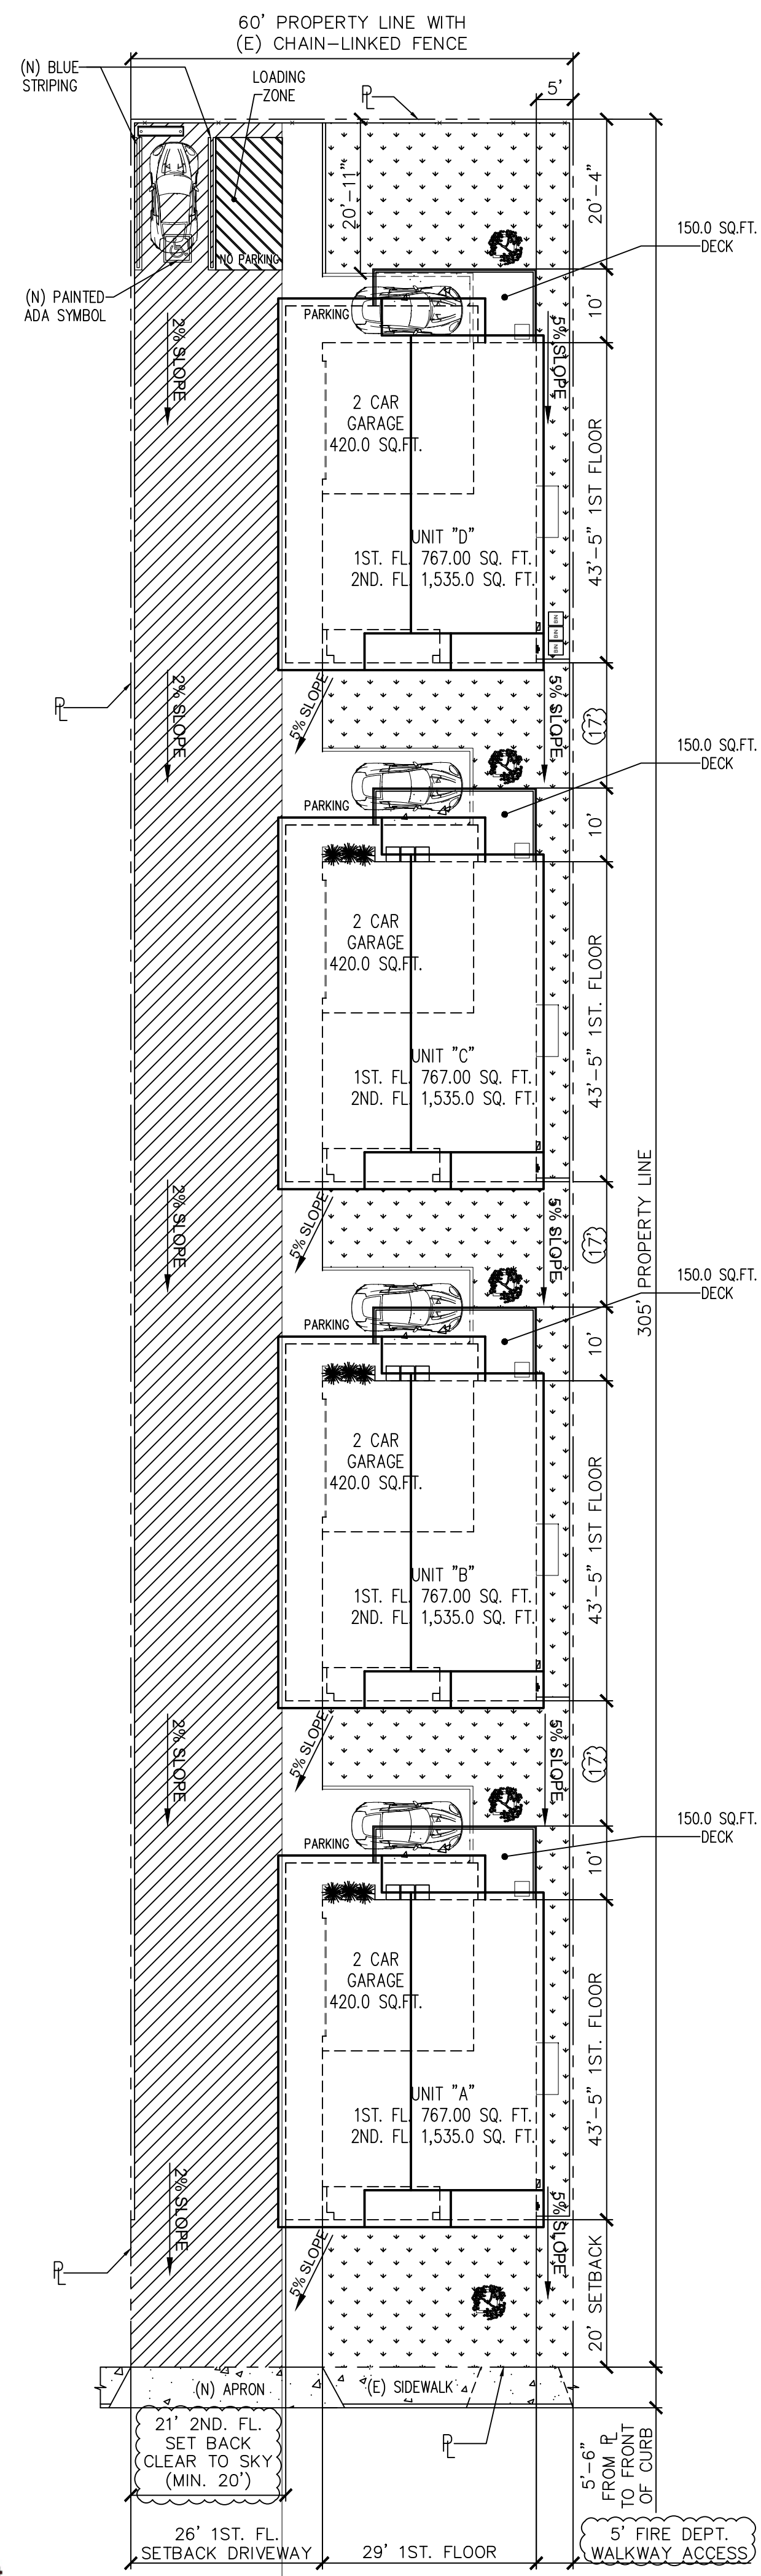 60' PROPERTY LINE WITH
(E) CHAIN-LINKED FENCE
(N) BLUE
STRIPING
LOADING
ZONE
PL
5'
20'-11"
20'-4"
NO PARKING
150.0 SQ.FT.
DECK
(N) PAINTED
ADA SYMBOL
PARKING
10'
2% SLOPE
5% SLOPE
2 CAR
GARAGE
420.0 SQ.FT.
43'-5" 1ST FLOOR
UNIT "D"
1ST. FL. 767.00 SQ. FT.
2ND. FL. 1,535.0 SQ. FT.
BIN
BIN
BIN
2% SLOPE
5% SLOPE
5% SLOPE
17'
PL
150.0 SQ.FT.
DECK
PARKING
10'
2 CAR
GARAGE
420.0 SQ.FT.
43'-5" 1ST. FLOOR
UNIT "C"
1ST. FL. 767.00 SQ. FT.
2ND. FL. 1,535.0 SQ. FT.
2% SLOPE
5% SLOPE
5% SLOPE
17'
305' PROPERTY LINE
150.0 SQ.FT.
DECK
PARKING
10'
2 CAR
GARAGE
420.0 SQ.FT.
43'-5" 1ST FLOOR
UNIT "B"
1ST. FL. 767.00 SQ. FT.
2ND. FL. 1,535.0 SQ. FT.
2% SLOPE
5% SLOPE
5% SLOPE
17'
150.0 SQ.FT.
DECK
PARKING
10'
2 CAR
GARAGE
420.0 SQ.FT.
43'-5" 1ST. FLOOR
UNIT "A"
1ST. FL. 767.00 SQ. FT.
2ND. FL. 1,535.0 SQ. FT.
2% SLOPE
5% SLOPE
5% SLOPE
PL
20' SETBACK
(N) APRON
(E) SIDEWALK
21' 2ND. FL.
SET BACK
CLEAR TO SKY
(MIN. 20')
PL
5'-6"
FROM PL
TO FRONT
OF CURB
26' 1ST. FL.
SETBACK DRIVEWAY
29' 1ST. FLOOR
5' FIRE DEPT.
WALKWAY ACCESS